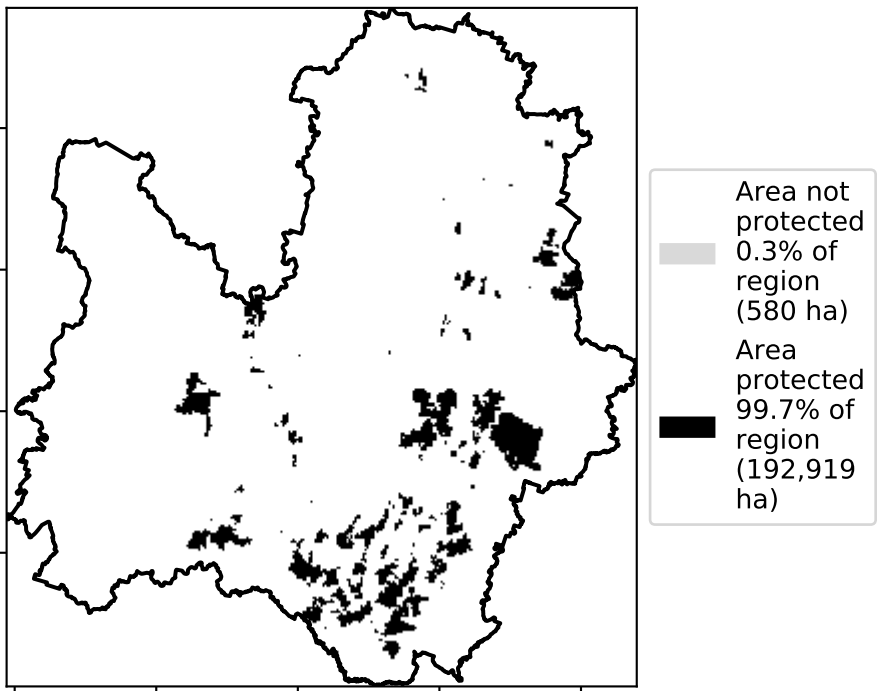 Area not
protected
0.3% of
region
(580 ha)
Area
protected
99.7% of
region
(192,919
ha)